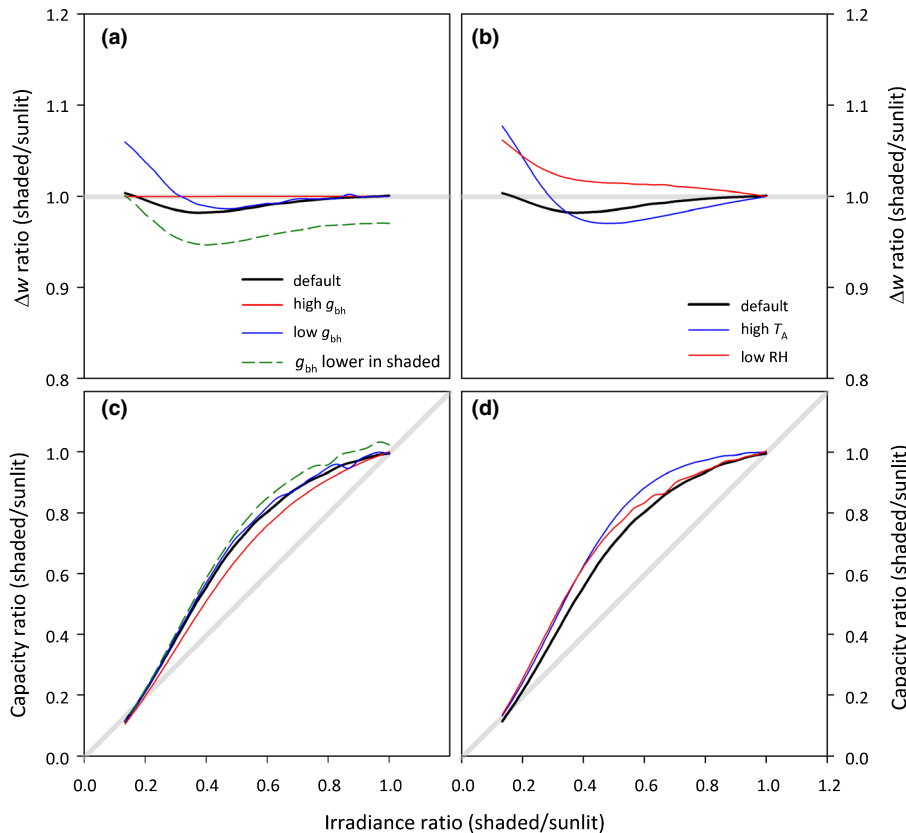 (a)
(b)
1.2
1.1
1.0
0.9
0.8
Δw ratio (shaded/sunlit)
default
high gbh
low gbh
gbh lower in shaded
default
high TA
low RH
1.2
1.1
1.0
0.9
0.8
Δw ratio (shaded/sunlit)
(c)
(d)
1.0
0.8
0.6
0.4
0.2
0.0
Capacity ratio (shaded/sunlit)
1.0
0.8
0.6
0.4
0.2
0.0
Capacity ratio (shaded/sunlit)
0.0 0.2 0.4 0.6 0.8 1.0
0.0 0.2 0.4 0.6 0.8 1.0 1.2
Irradiance ratio (shaded/sunlit)